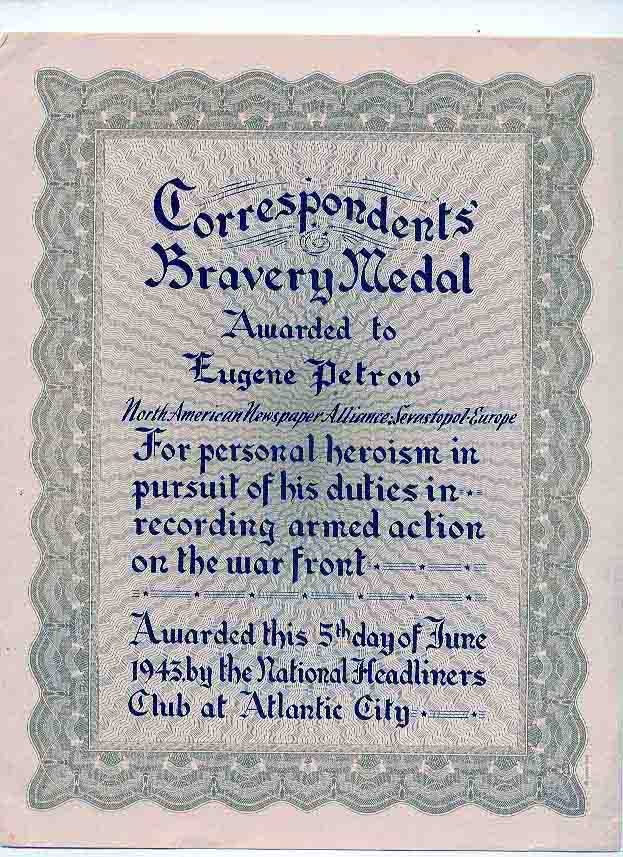 Correspondents'
Bravery Medal
Awarded to
Eugene Petrov
North American Newspaper Alliance; Sevastopol-Europe
For personal heroism in
pursuit of his duties in
recording armed action
on the war front
Awarded this 5th day of June
1943. by the National Headliners
Club at Atlantic City